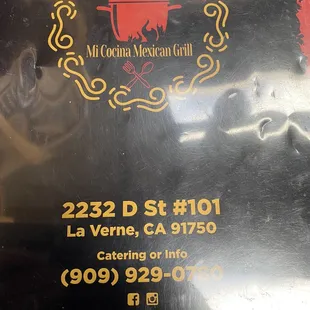 Mi Cocina Mexican Grill
2232 D St #101
La Verne, CA 91750
Catering or Info
(909)